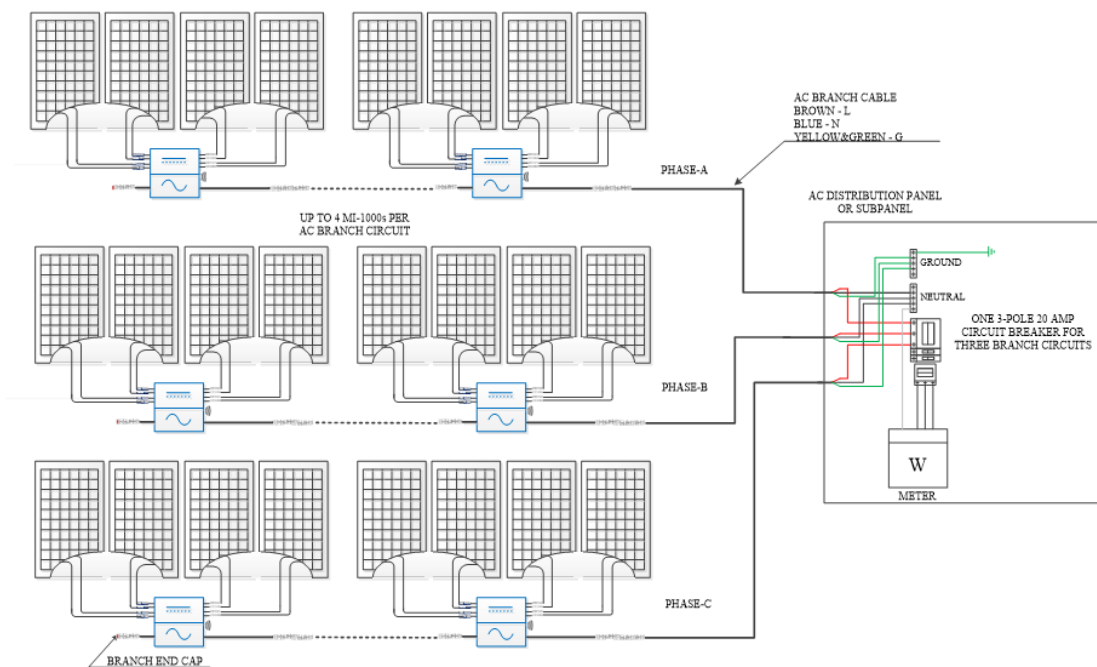 AC BRANCH CABLE
BROWN - L
BLUE - N
YELLOW&GREEN - G
PHASE-A
AC DISTRIBUTION PANEL
OR SUBPANEL
UP TO 4 MI-1000s PER
AC BRANCH CIRCUIT
GROUND
NEUTRAL
ONE 3-POLE 20 AMP
CIRCUIT BREAKER FOR
THREE BRANCH CIRCUITS
PHASE-B
W
METER
PHASE-C
BRANCH END CAP